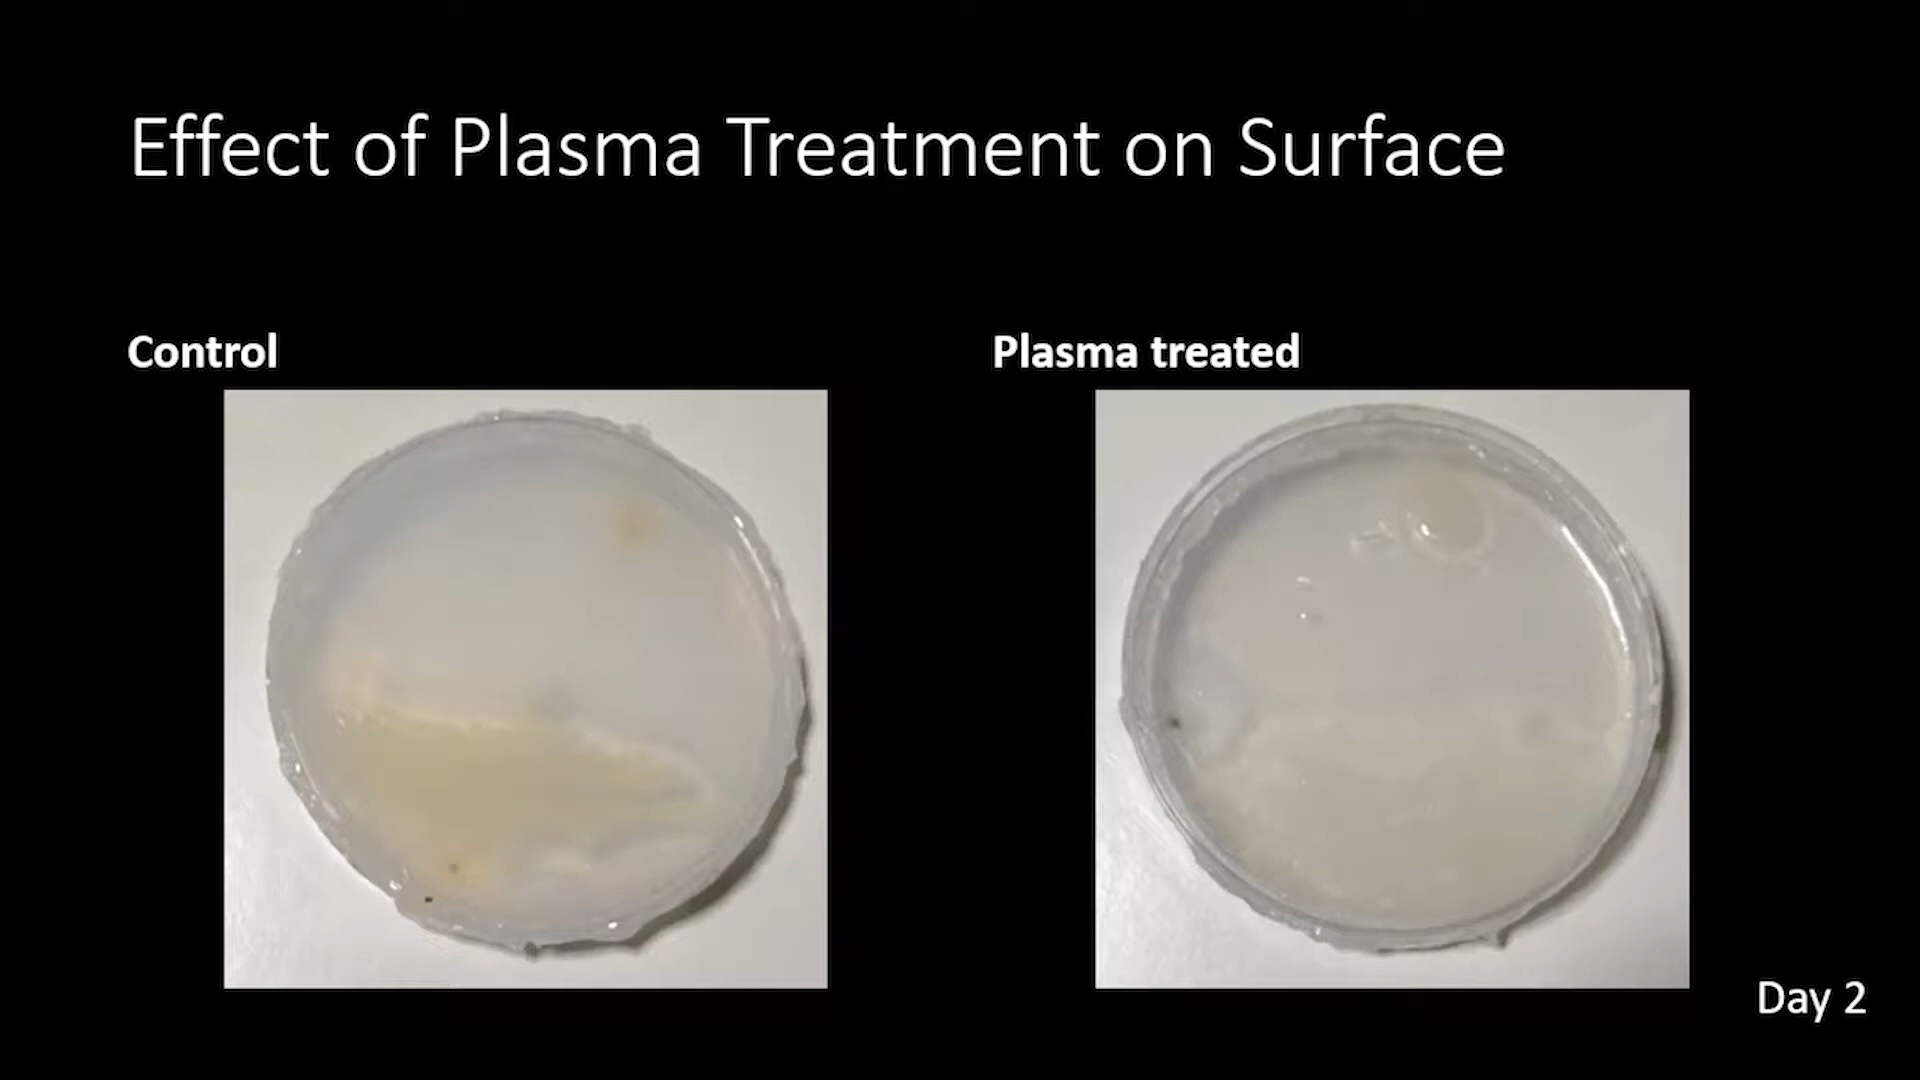 Effect of Plasma Treatment on Surface
Control
Plasma treated
Day 2